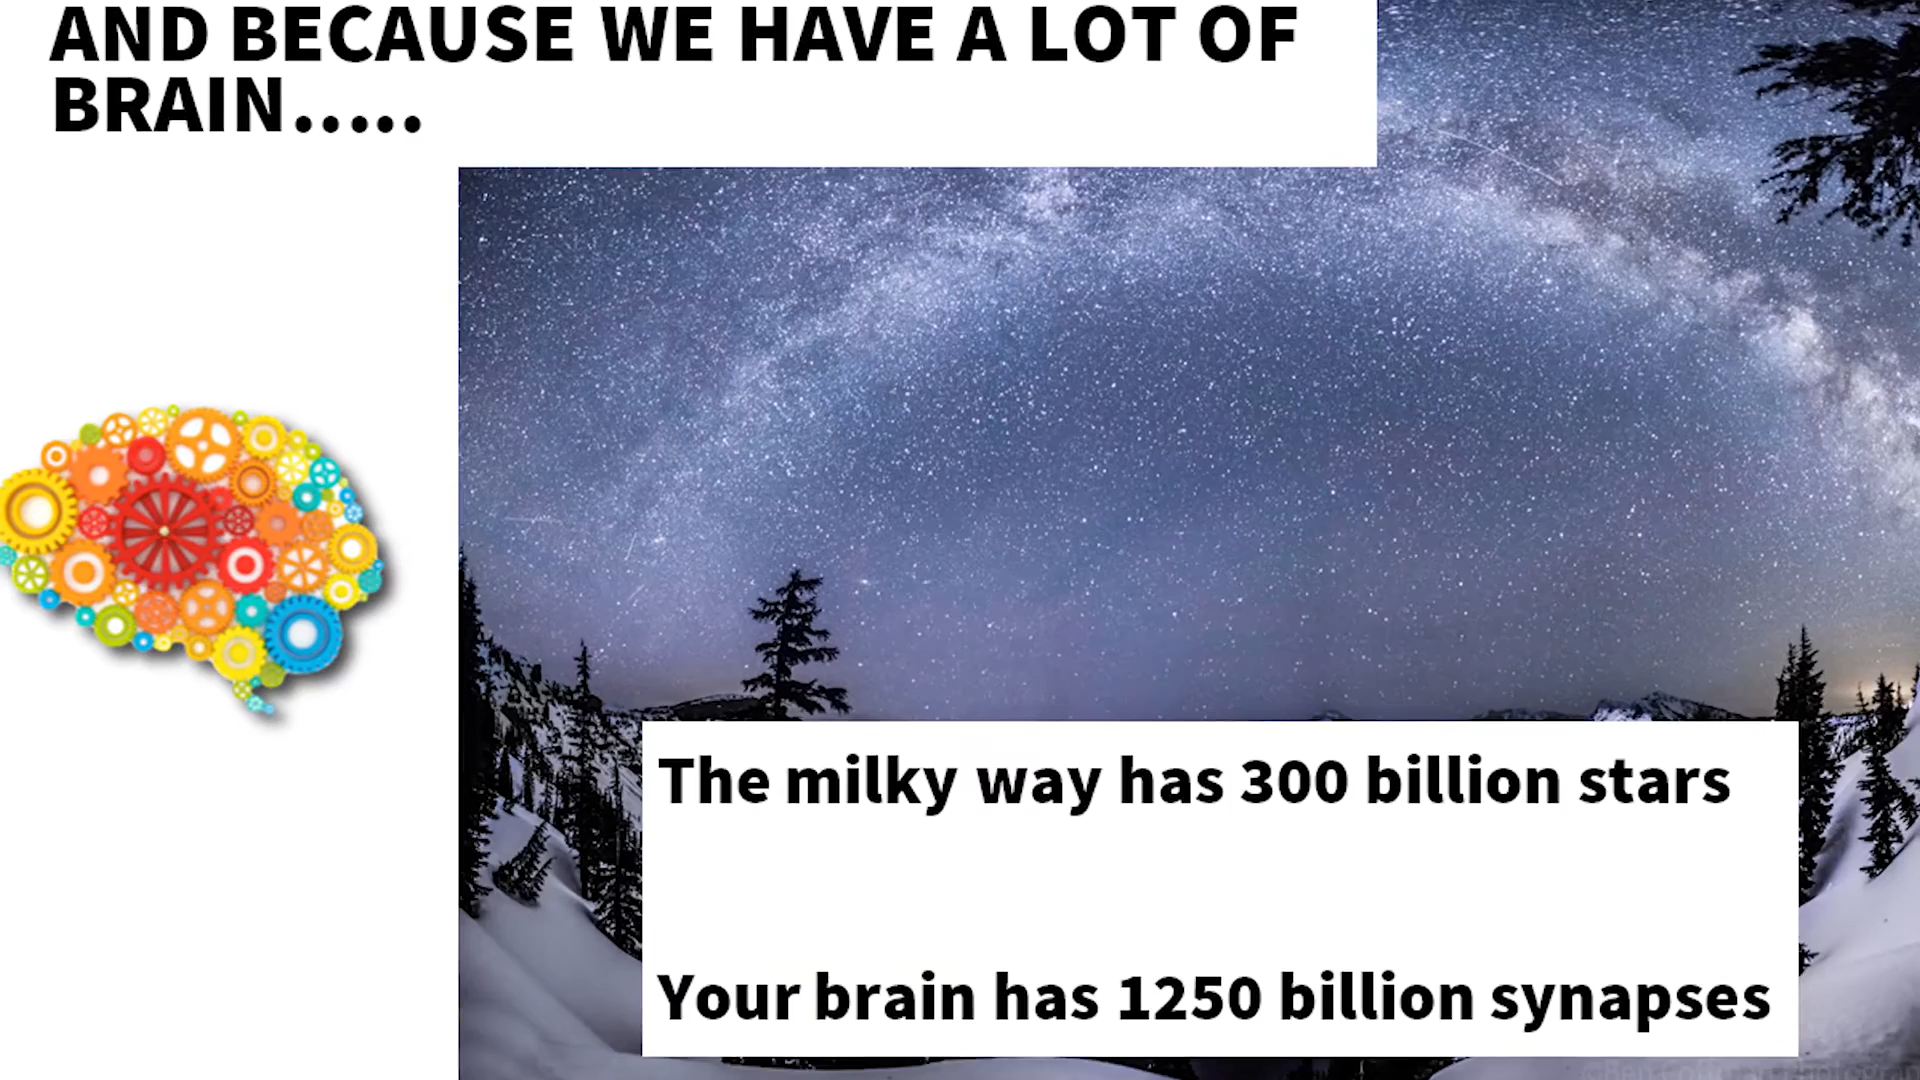 AND BECAUSE WE HAVE A LOT OF
BRAIN.....
The milky way has 300 billion stars
Your brain has 1250 billion synapses